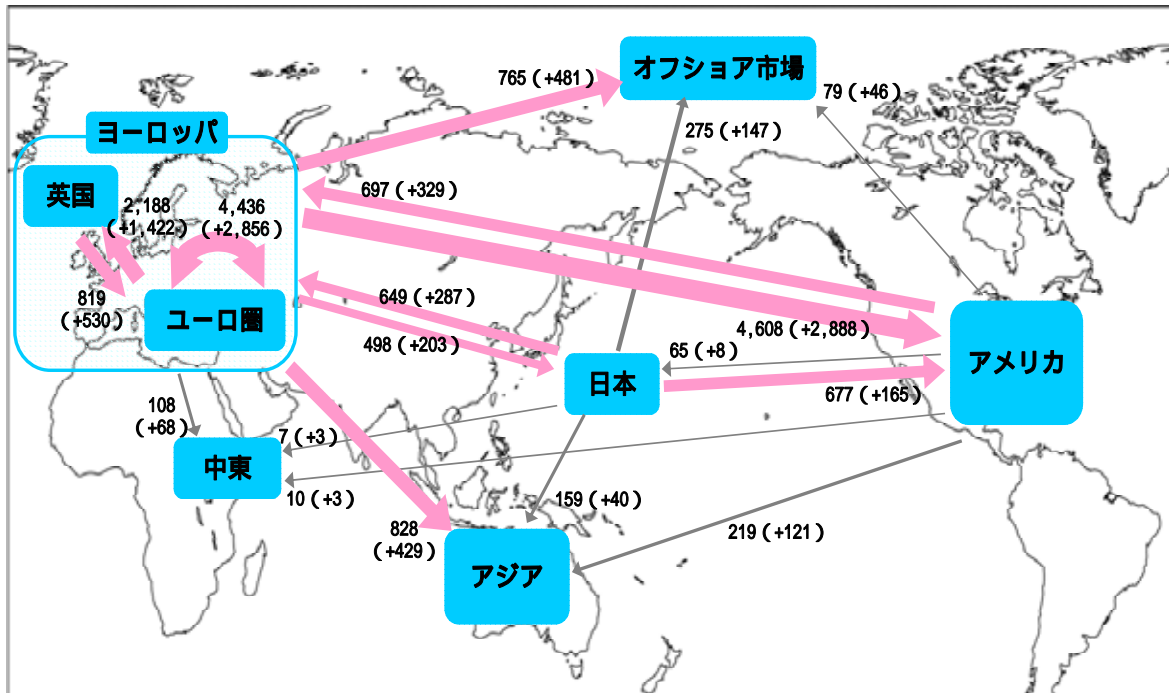 オフショア市場
765（+481）
79（+46）
275（+147）
ヨーロッパ
英国
2,188
（+1,422）
4,436
（+2,856）
697（+329）
819
（+530）
ユーロ圏
649（+287）
498（+203）
4,608（+2,888）
アメリカ
65（+8）
日本
677（+165）
108
（+68）
7（+3）
中東
10（+3）
159（+40）
828
（+429）
219（+121）
アジア